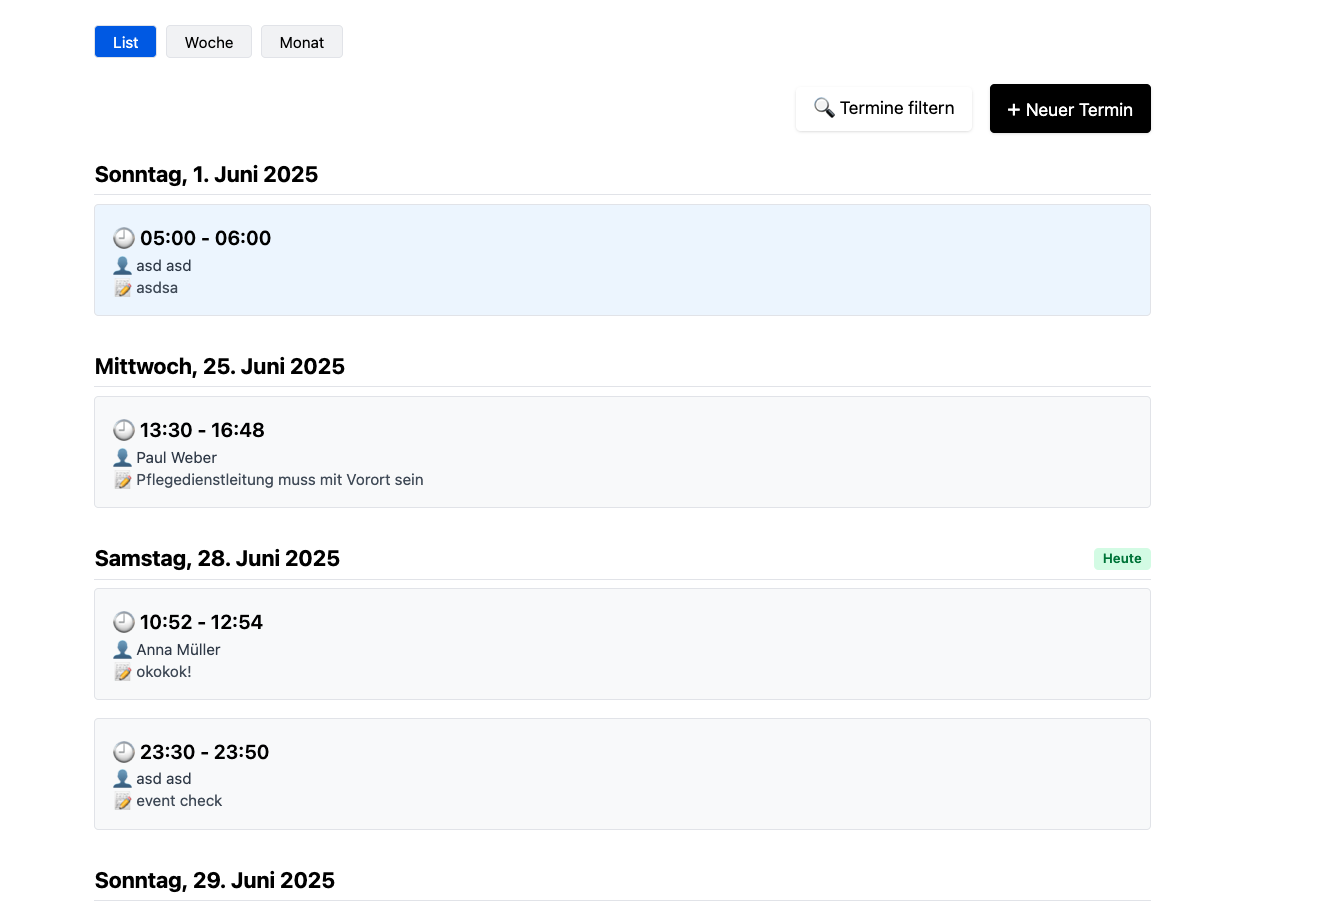 List Woche Monat
Termine filtern + Neuer Termin
Sonntag, 1. Juni 2025
05:00 - 06:00
asd asd
asdsa
Mittwoch, 25. Juni 2025
13:30 - 16:48
Paul Weber
Pflegedienstleitung muss mit Vorort sein
Samstag, 28. Juni 2025 Heute
10:52 - 12:54
Anna Müller
okokok!
23:30 - 23:50
asd asd
event check
Sonntag, 29. Juni 2025